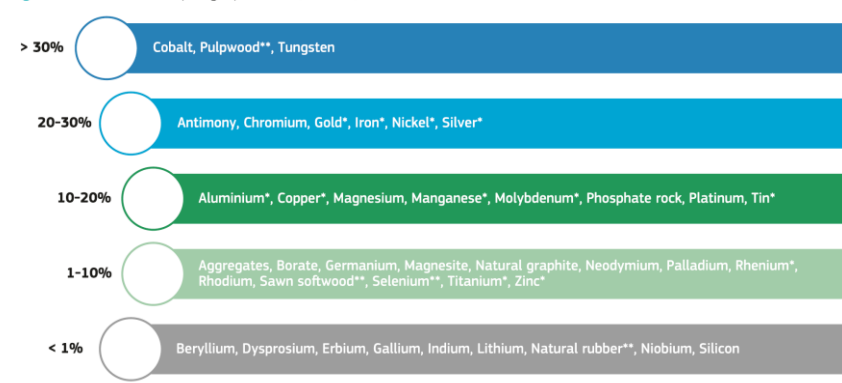 > 30%
Cobalt, Pulpwood**, Tungsten
20-30%
Antimony, Chromium, Gold*, Iron*, Nickel*, Silver*
10-20%
Aluminium*, Copper*, Magnesium, Manganese*, Molybdenum*, Phosphate rock, Platinum, Tin*
1-10%
Aggregates, Borate, Germanium, Magnesite, Natural graphite, Neodymium, Palladium, Rhenium*,
Rhodium, Sawn softwood**, Selenium**, Titanium*, Zinc*
< 1%
Beryllium, Dysprosium, Erbium, Gallium, Indium, Lithium, Natural rubber**, Niobium, Silicon